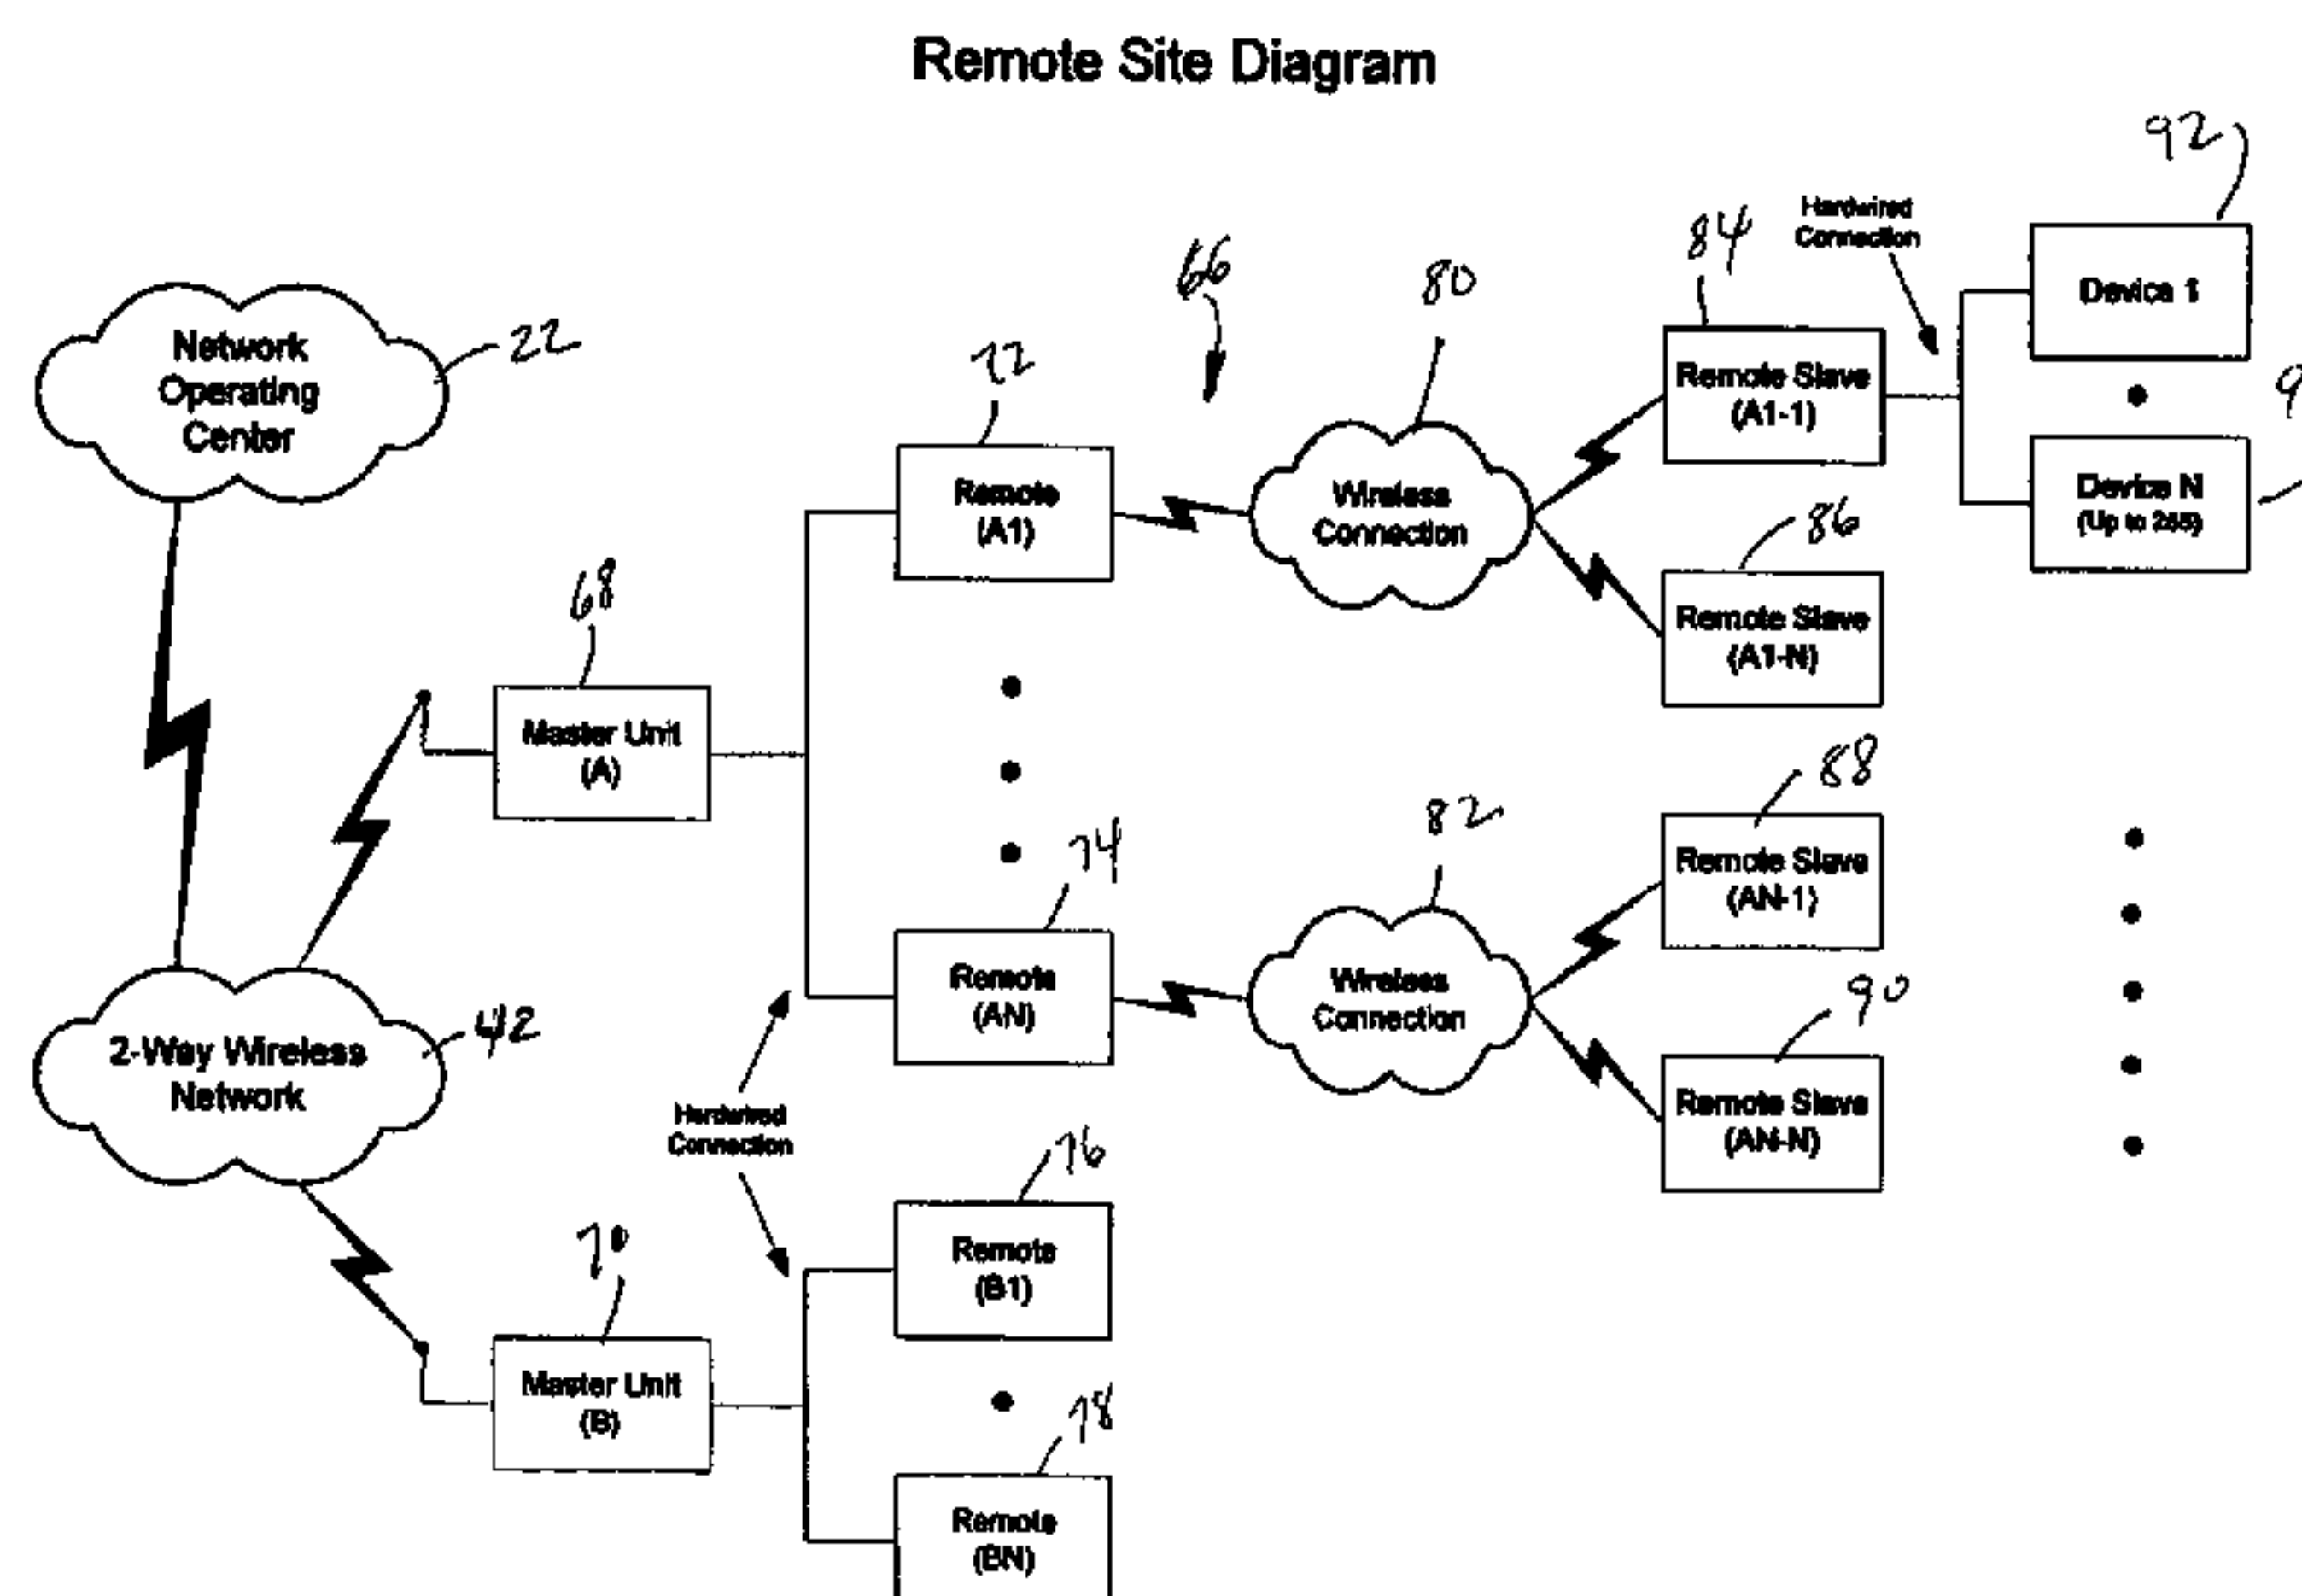 Remote Site Diagram
92
Hardwired
Connection
84
Device 1
66
80
Network
Operating
Center
22
72
Remote Slave
(A1-1)
9
Remote
(A1)
Wireless
Connection
Device N
(Up to 255)
86
Remote Slave
(A1-N)
68
Master Unit
(A)
88
82
74
Remote Slave
(AN-1)
Remote
(AN)
Wireless
Connection
90
2-Way Wireless
Network
42
Remote Slave
(AN-N)
Hardwired
Connection
76
Remote
(B1)
70
Master Unit
(B)
78
Remote
(BN)